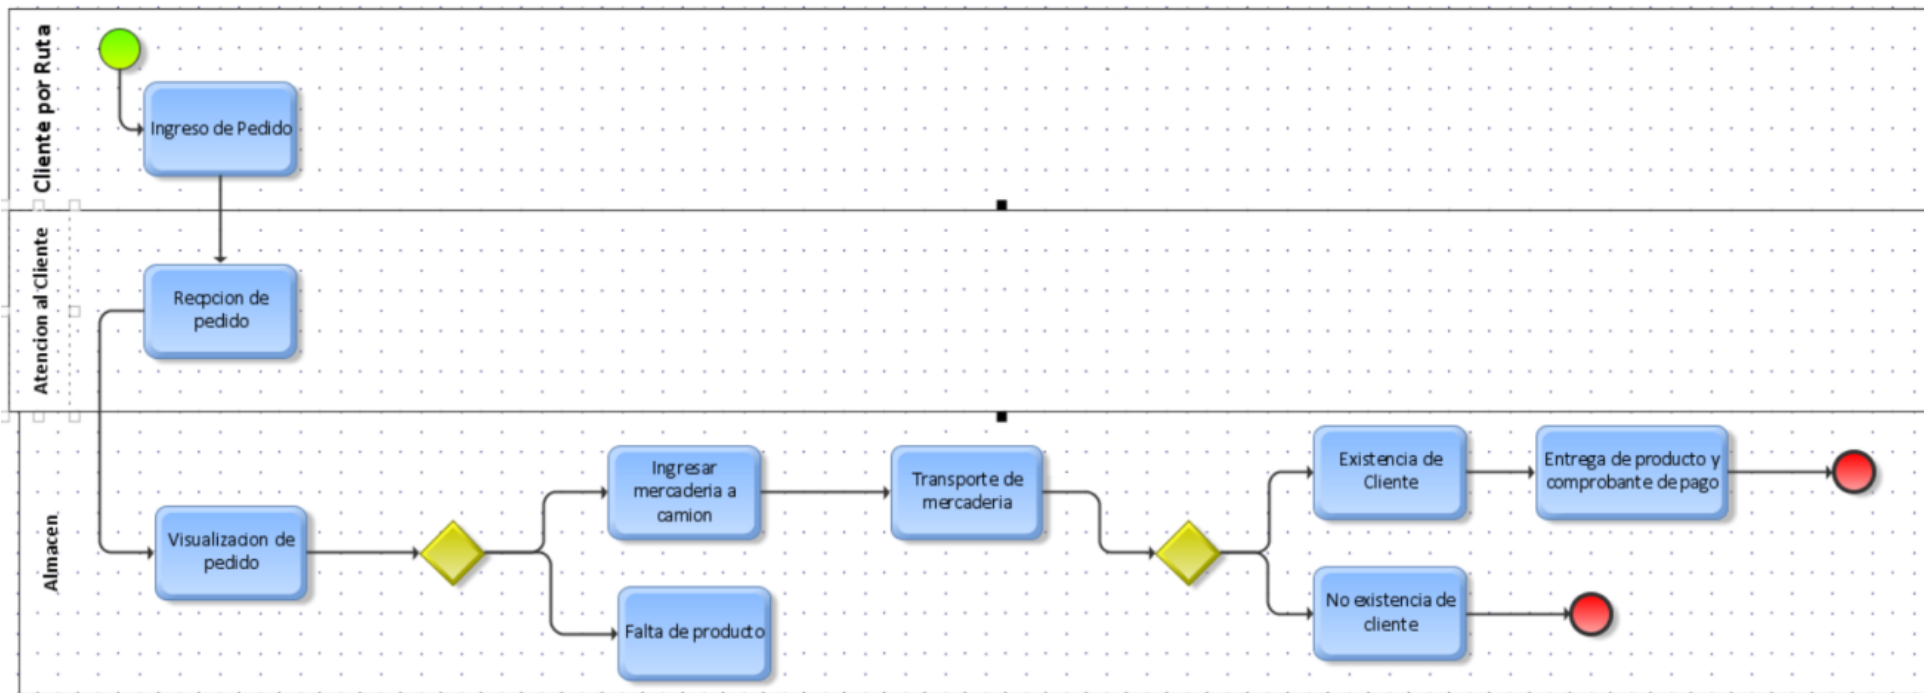 Cliente por Ruta
Ingreso de Pedido
Atencion al Cliente
Reqpcion de
pedido
Almacen
Visualizacion de
pedido
Ingresar
mercaderia a
camion
Falta de producto
Transporte de
mercaderia
Existencia de
Cliente
Entrega de producto y
comprobante de pago
No existencia de
cliente